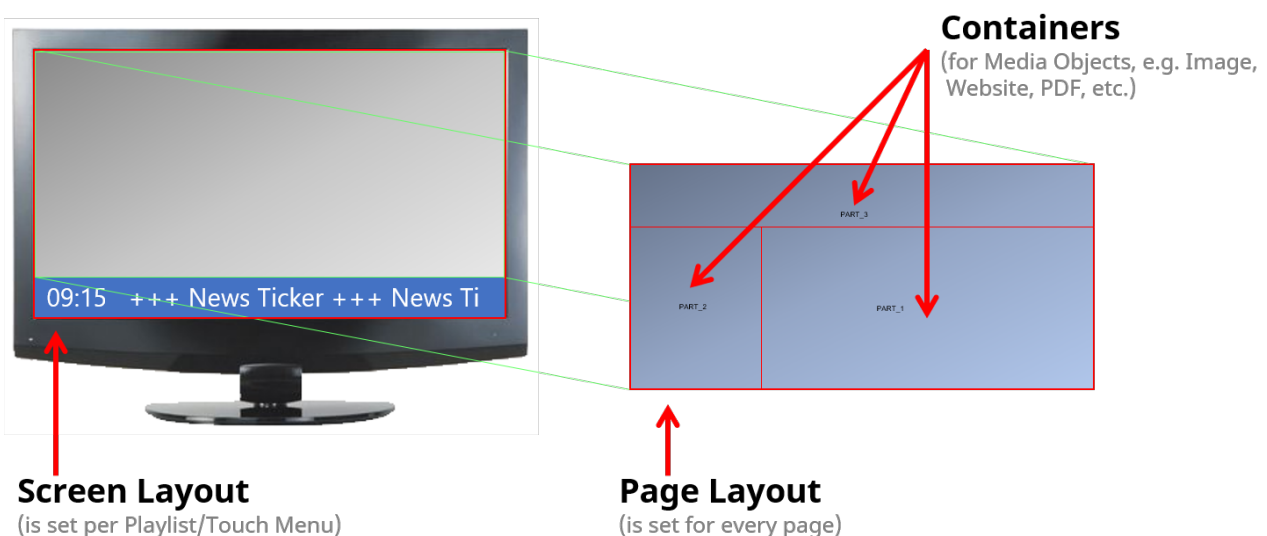 Containers
(for Media Objects, e.g. Image,
Website, PDF, etc.)
PART_3
PART_2
PART_1
09:15 +++ News Ticker +++ News Ti
Screen Layout
(is set per Playlist/Touch Menu)
Page Layout
(is set for every page)